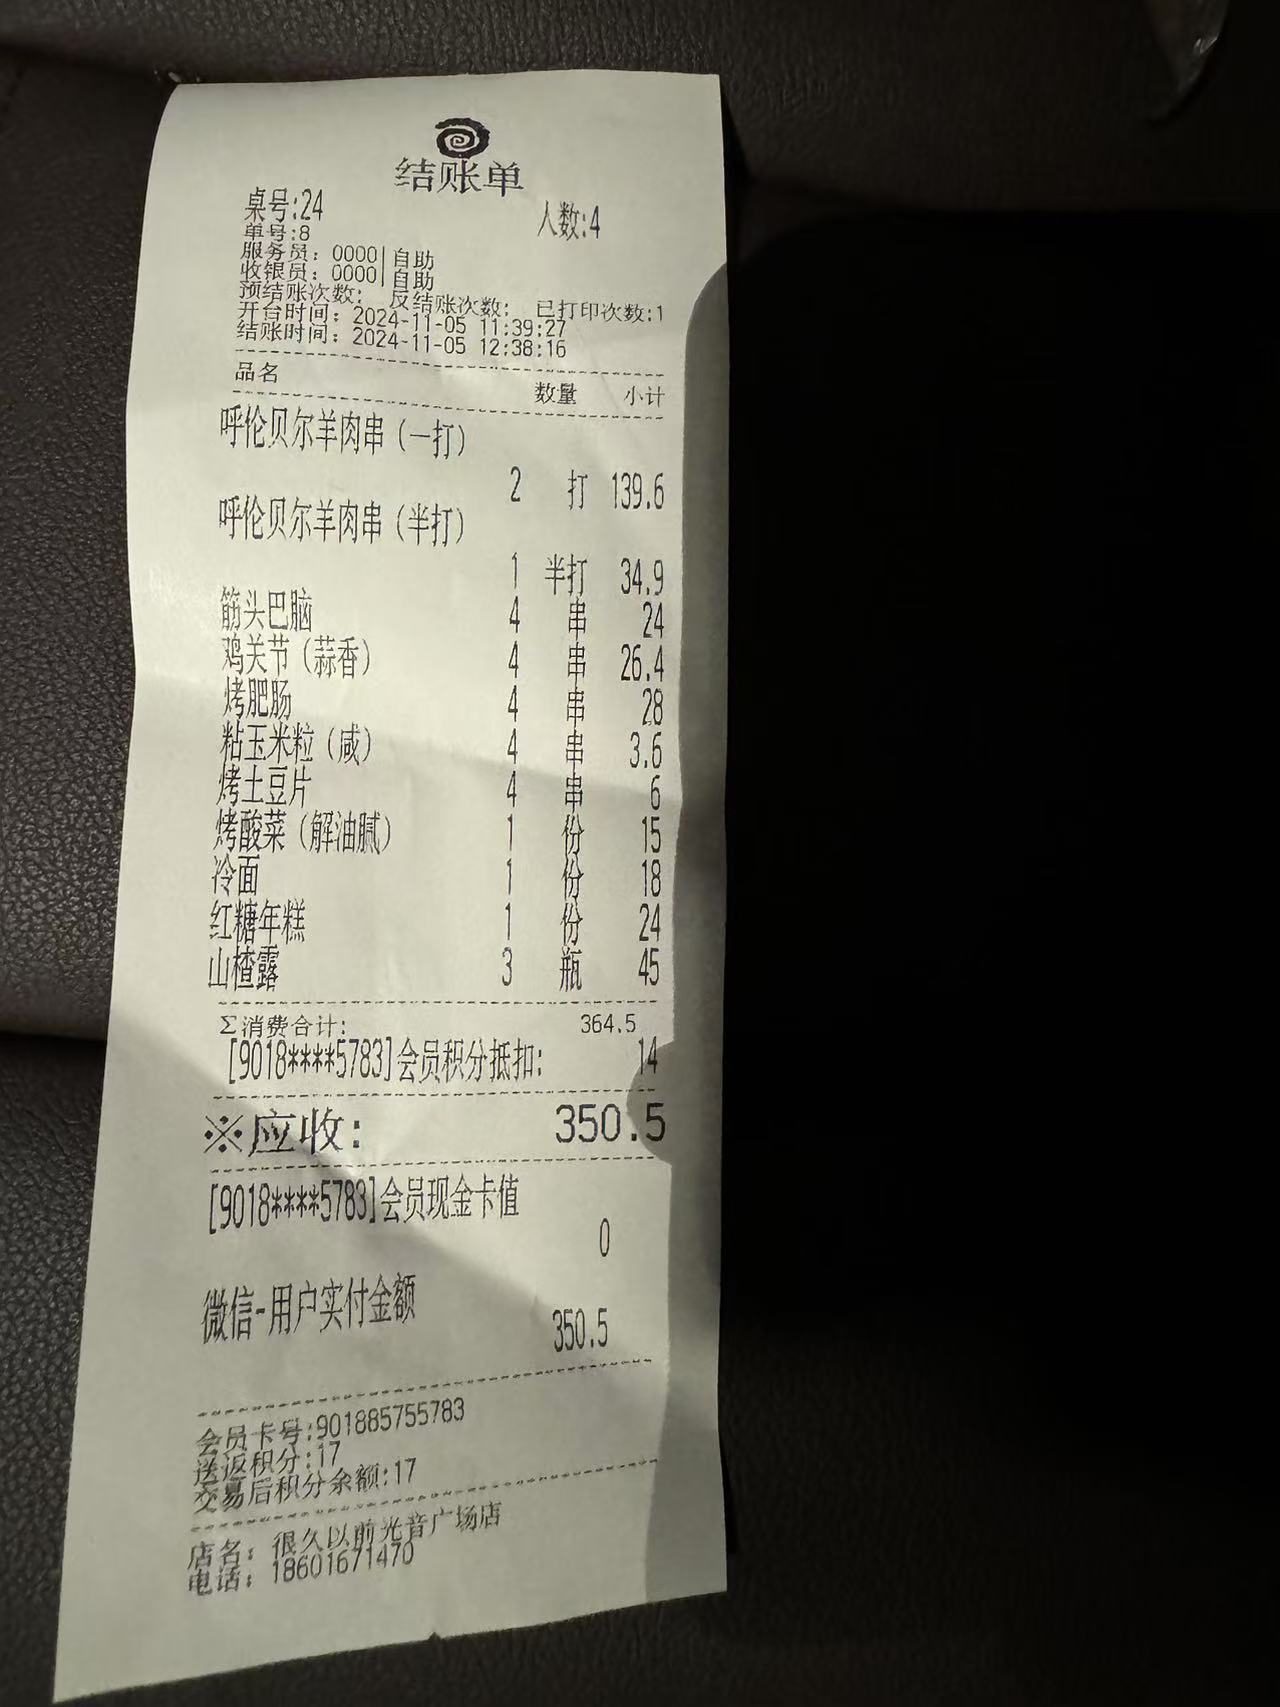 结账单
桌号:24 人数:4
单号:8
服务员: 0000|自助
收银员: 0000|自助
预结账次数: 反结账次数: 已打印次数:1
开台时间: 2024-11-05 11:39:27
结账时间: 2024-11-05 12:38:16
品名 数量 小计
呼伦贝尔羊肉串(一打)
2 打 139.6
呼伦贝尔羊肉串(半打)
1 半打 34.9
筋头巴脑 4 串 24
鸡关节(蒜香) 4 串 26.4
烤肥肠 4 串 28
粘玉米粒(咸) 4 串 3.6
烤土豆片 4 串 6
烤酸菜(解油腻) 1 份 15
冷面 1 份 18
红糖年糕 1 份 24
山楂露 3 瓶 45
Σ消费合计: 364.5
[9018****5783]会员积分抵扣: 14
※应收: 350.5
[9018****5783]会员现金卡值
0
微信-用户实付金额
350.5
会员卡号:901885755783
送返积分:17
交易后积分余额:17
店名: 很久以前光音广场店
电话: 18601671470